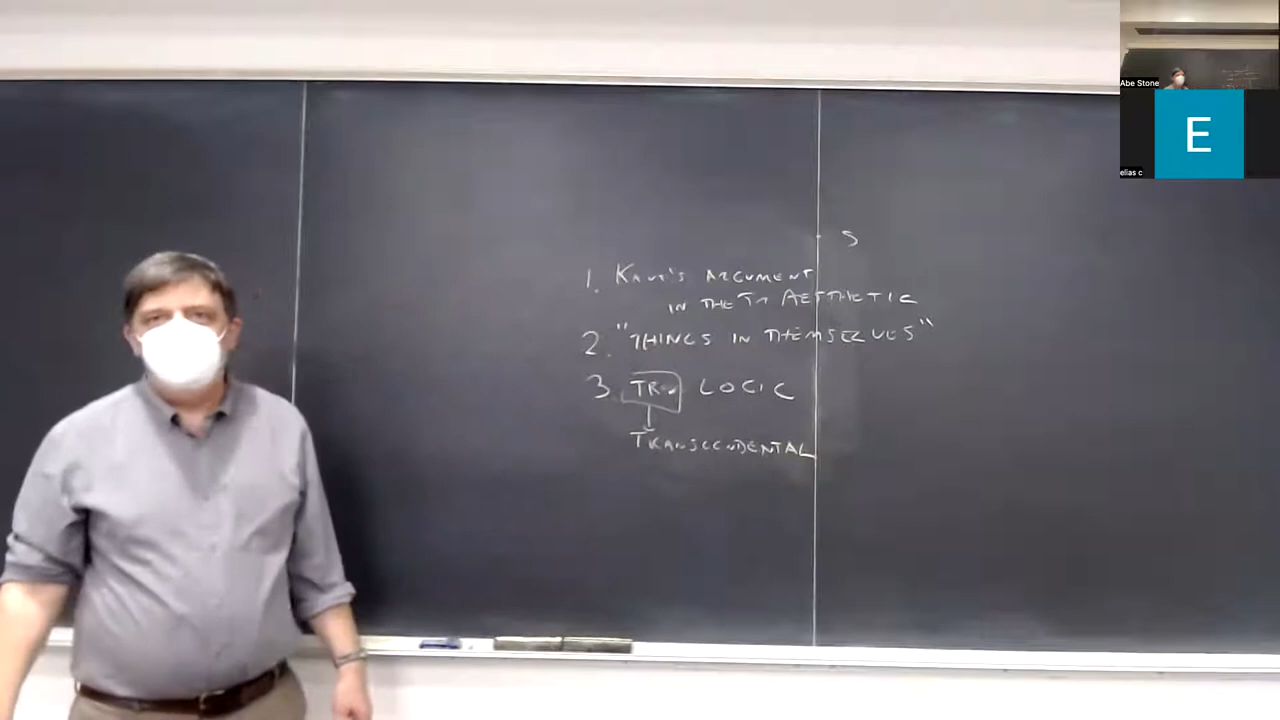 S
1. KANT'S ARGUMENT
IN THE Tr AESTHETIC
2. "THINGS IN THEMSELVES"
3 TR. LOGIC
TRANSCENDENTAL
Abe Stone
E
elias c